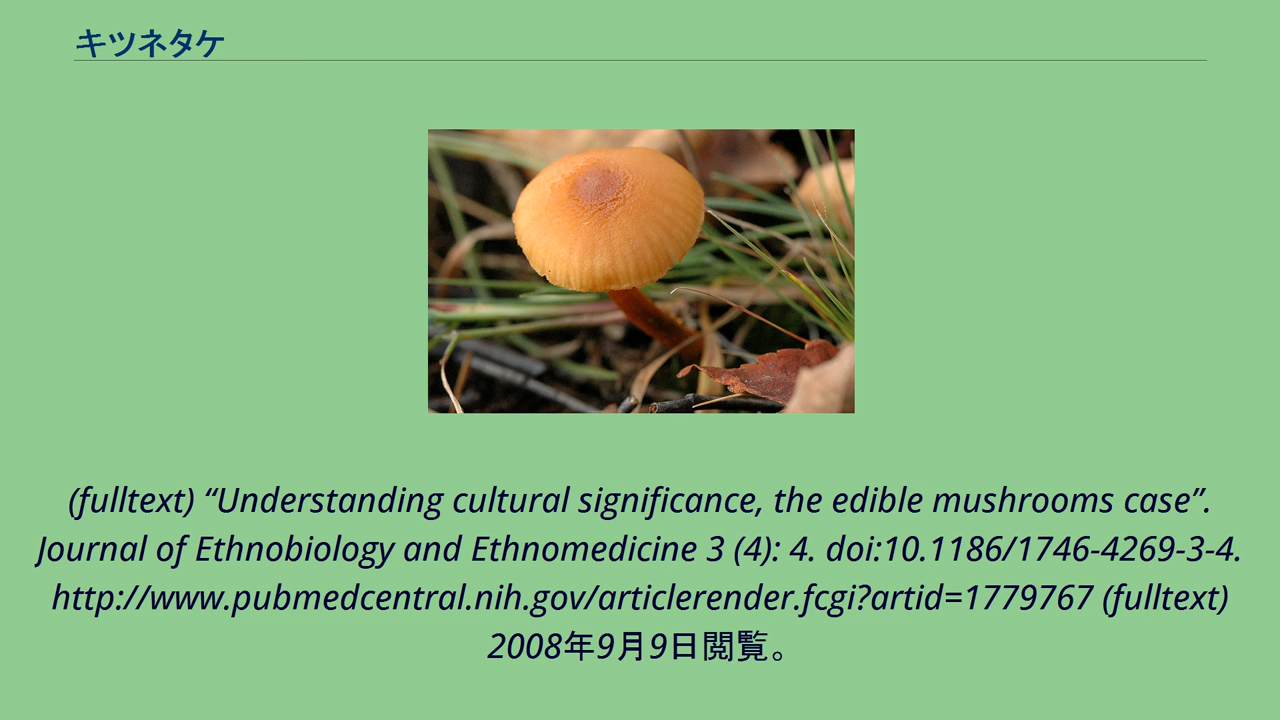 キツネタケ
(fulltext) “Understanding cultural significance, the edible mushrooms case”.
Journal of Ethnobiology and Ethnomedicine 3 (4): 4. doi:10.1186/1746-4269-3-4.
http://www.pubmedcentral.nih.gov/articlerender.fcgi?artid=1779767 (fulltext)
2008年9月9日閲覧。